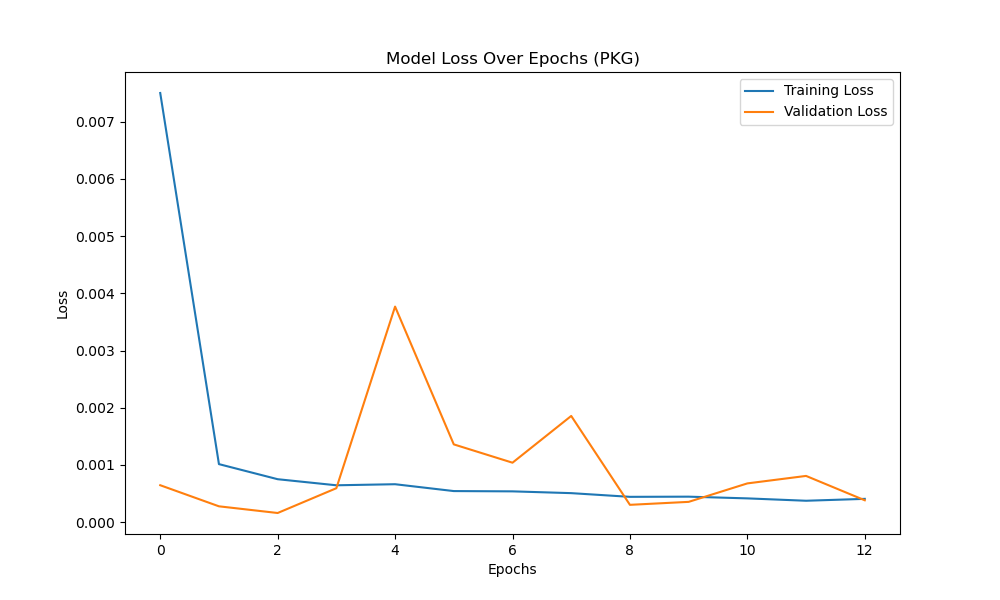 Model Loss Over Epochs (PKG)
Training Loss
Validation Loss
Loss
0.007
0.006
0.005
0.004
0.003
0.002
0.001
0.000
0 2 4 6 8 10 12
Epochs